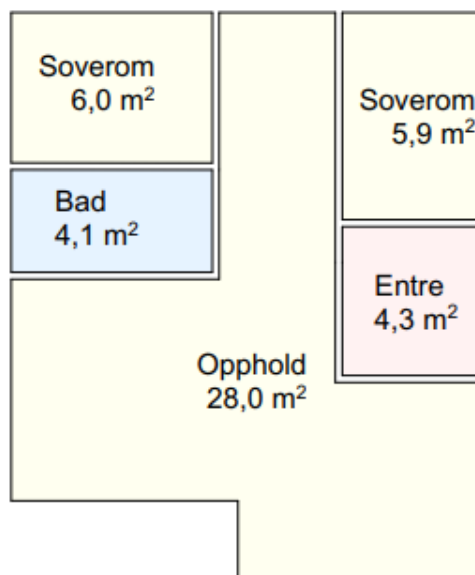 Soverom
6,0 m²
Soverom
5,9 m²
Bad
4,1 m²
Entre
4,3 m²
Opphold
28,0 m²